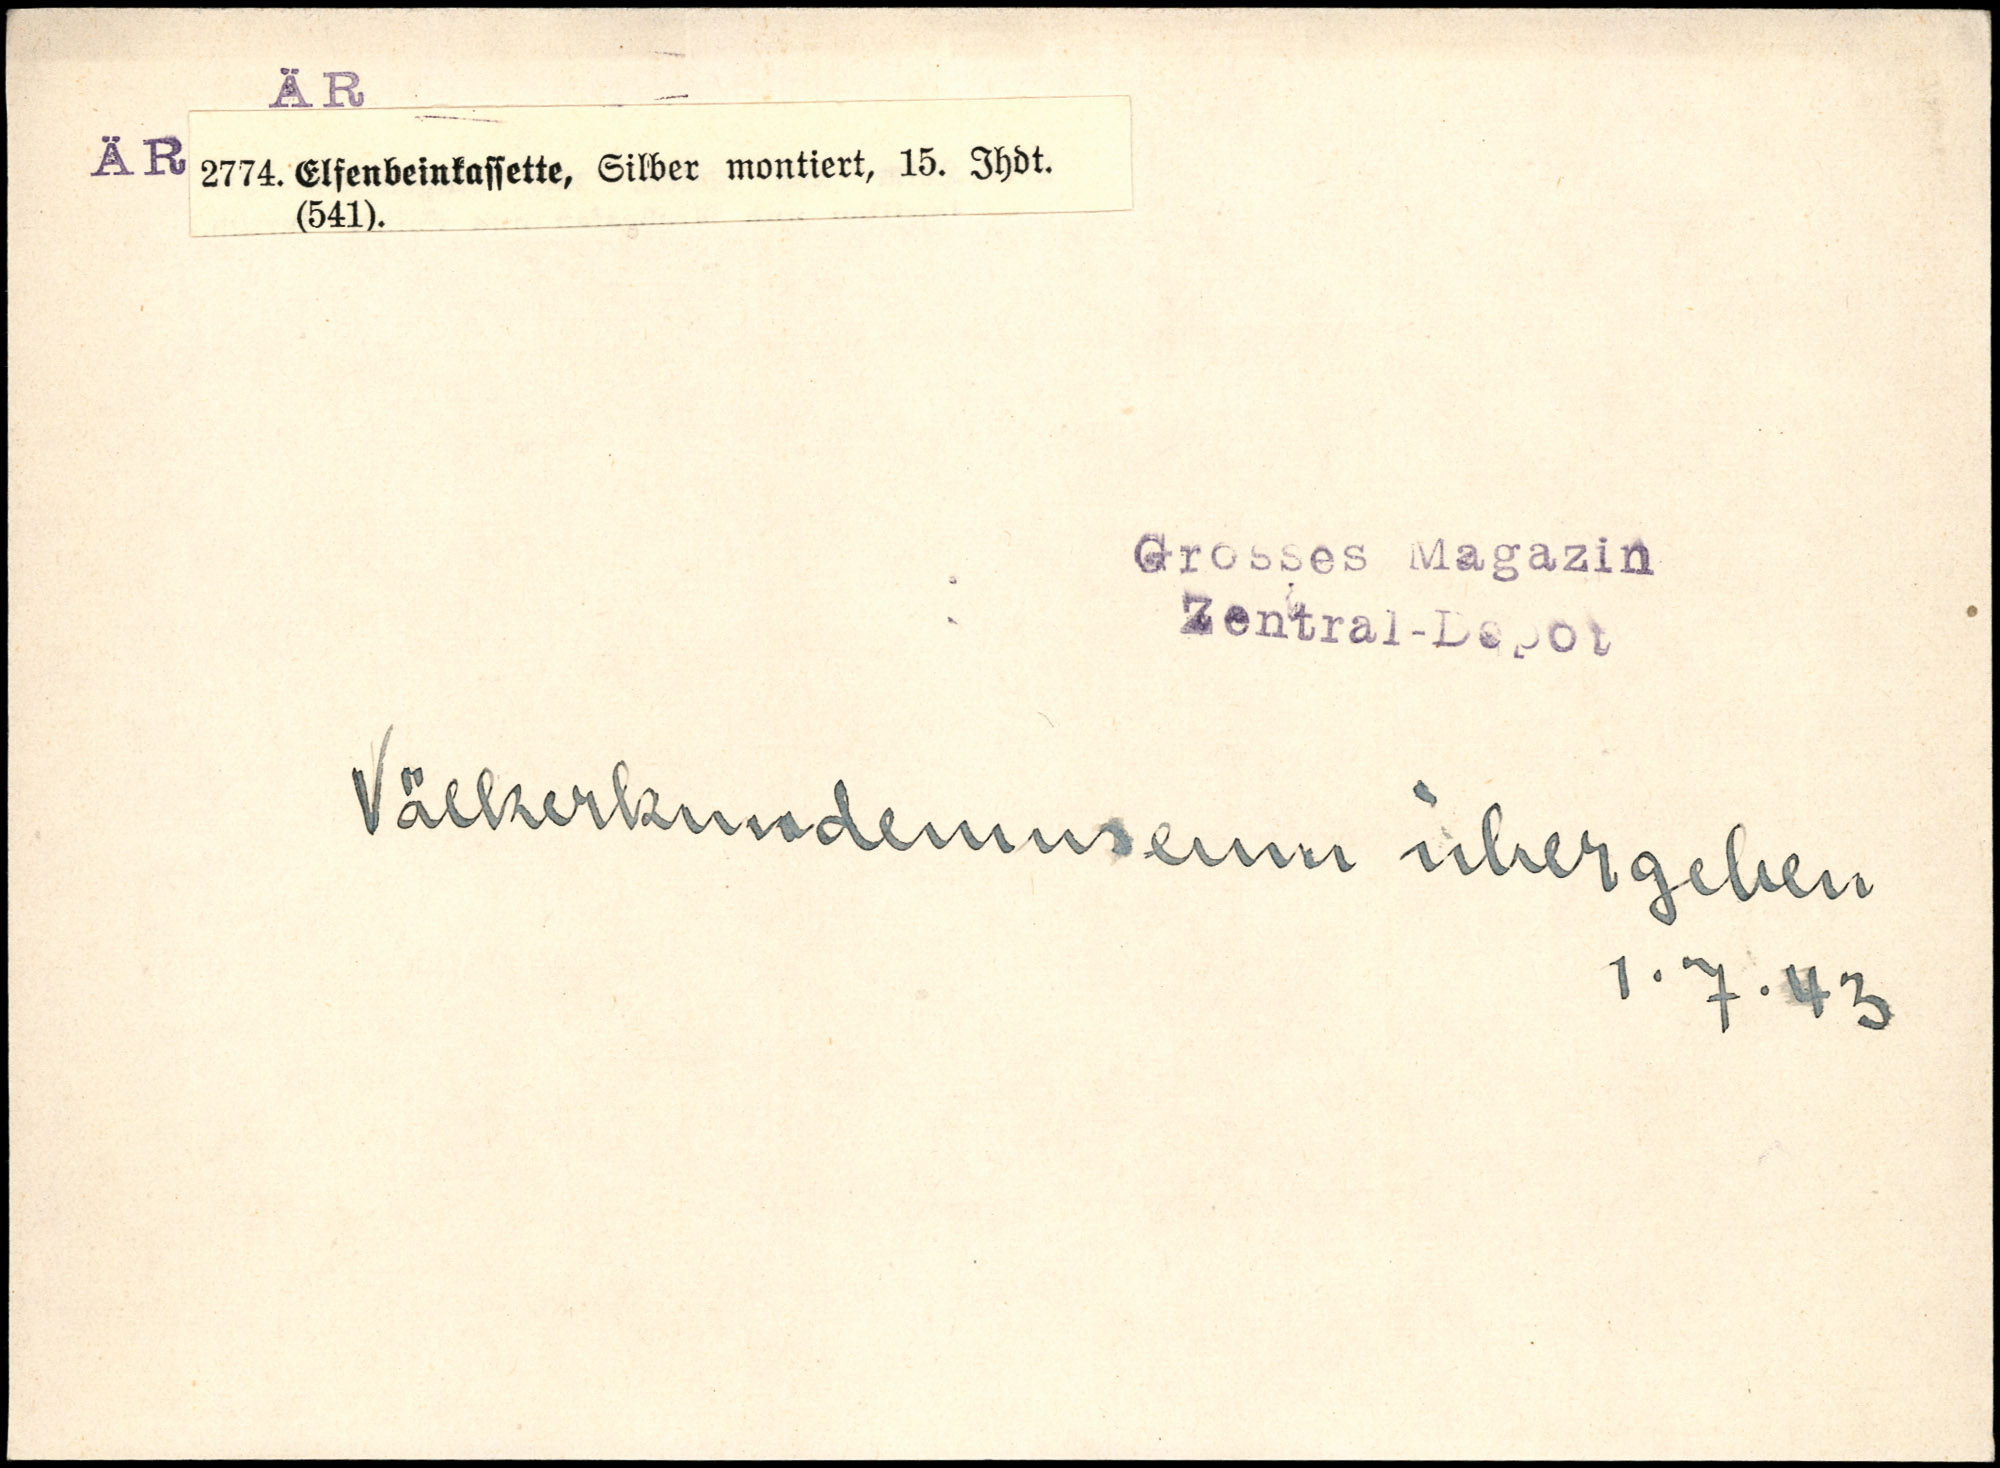 ÄR
ÄR 2774. Elfenbeinkassette, Silber montiert, 15. Jhdt.
(541).
Grosses Magazin
Zentral-Depot
Völkerkundemuseum übergeben
1.7.43